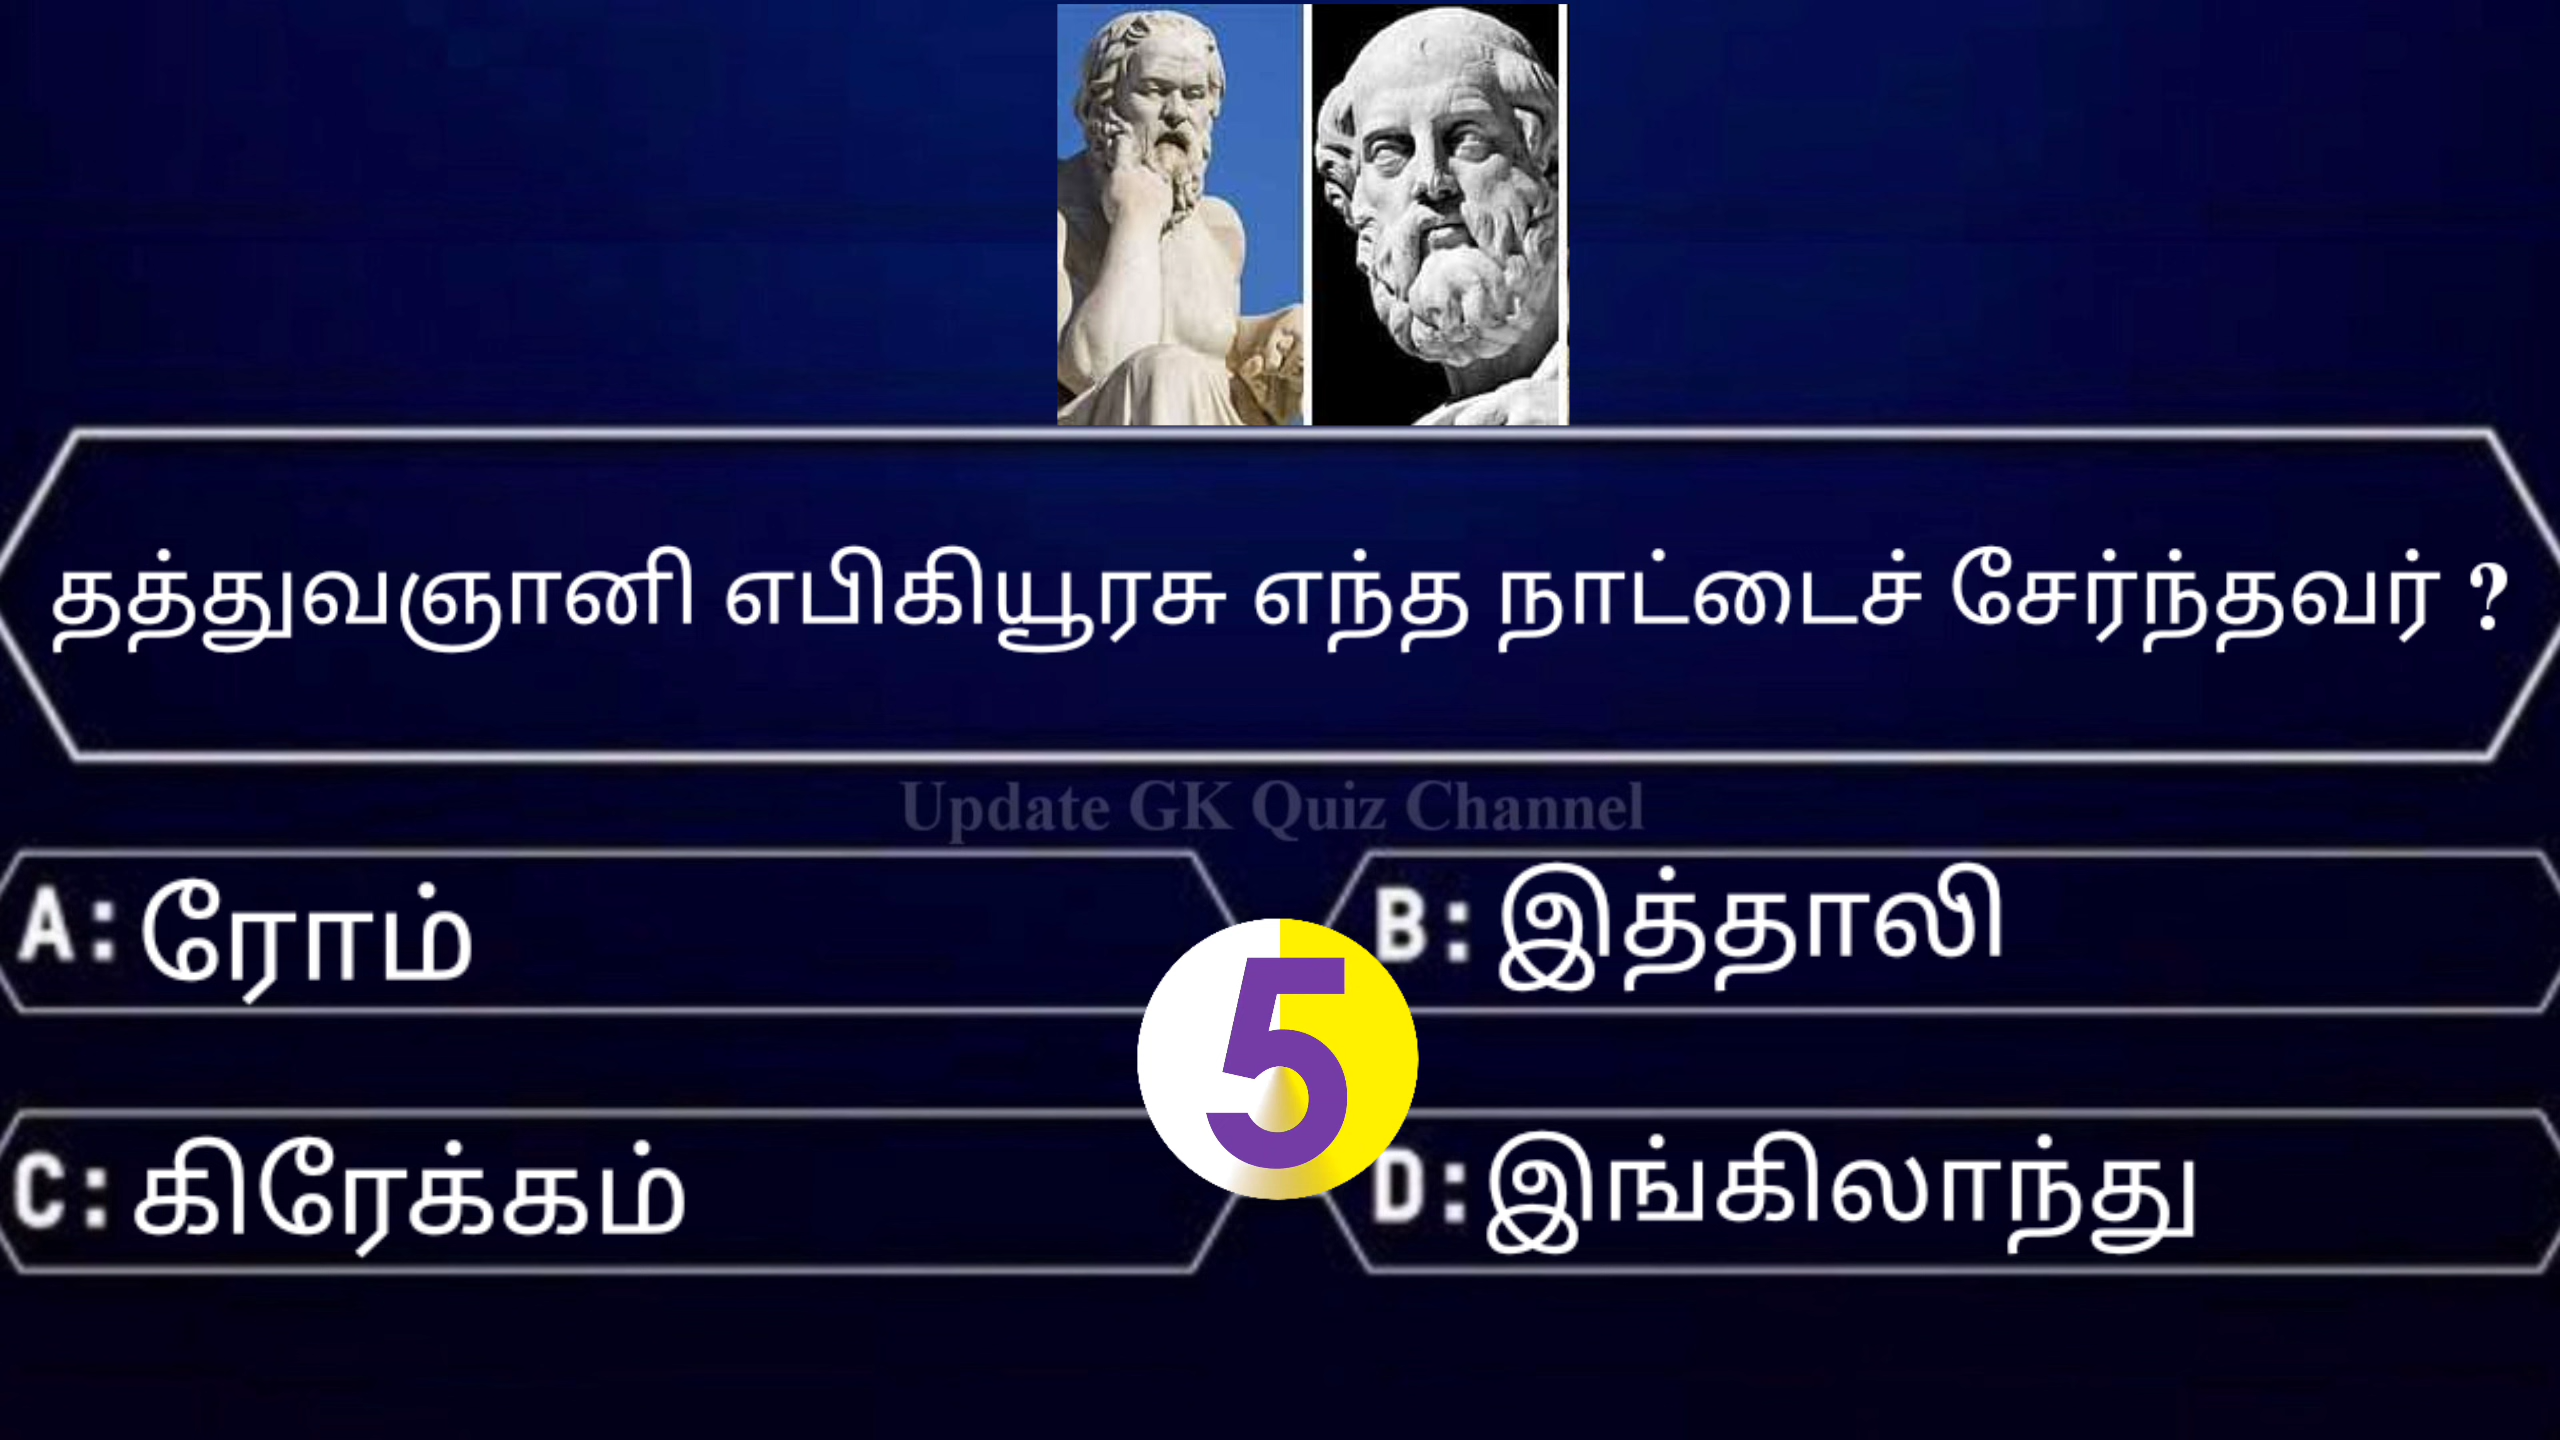 தத்துவஞானி எபிகியூரசு எந்த நாட்டைச் சேர்ந்தவர் ?
Update GK Quiz Channel
A: ரோம்
B: இத்தாலி
5
C: கிரேக்கம்
D: இங்கிலாந்து